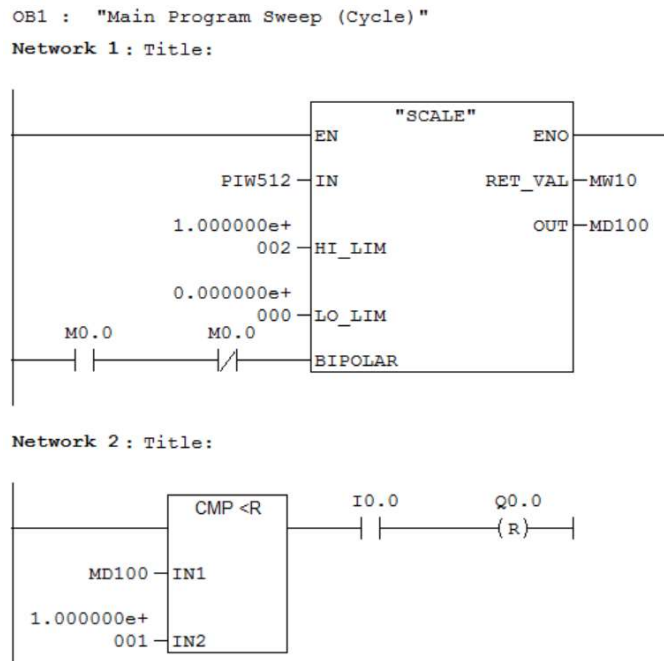 OB1 : "Main Program Sweep (Cycle)"
Network 1: Title:
"SCALE"
EN ENO
PIW512 IN RET_VAL MW10
1.000000e+ OUT MD100
002 HI_LIM
0.000000e+
000 LO_LIM
M0.0 M0.0
BIPOLAR
Network 2: Title:
CMP <R I0.0 Q0.0
(R)
MD100 IN1
1.000000e+
001 IN2